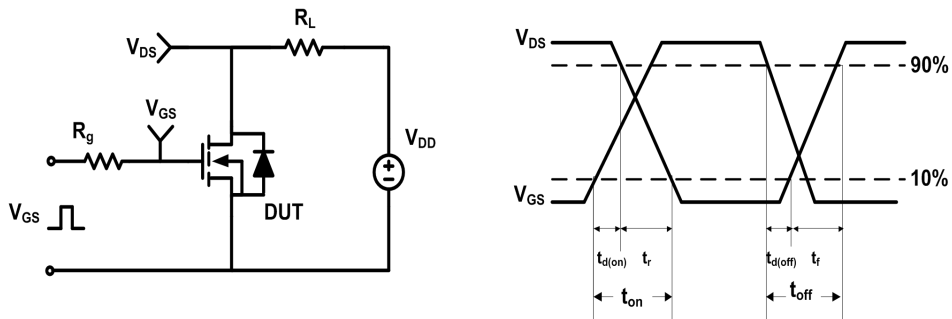 R_L
V_DS
V_GS
R_g
V_DD
V_GS
DUT
V_DS
90%
10%
V_GS
t_d(on) t_r t_d(off) t_f
t_on t_off